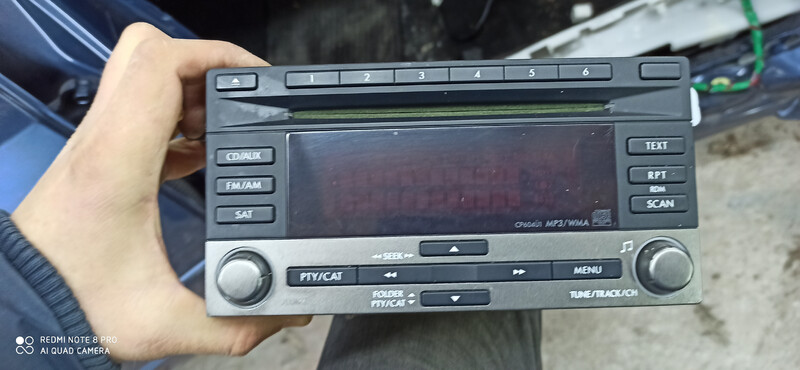 1 2 3 4 5 6
CD/AUX
FM/AM
SAT
TEXT
RPT
RDM
SCAN
CP604U1 MP3/WMA
SEEK
PTY/CAT
MENU
FOLDER
PTY/CAT
TUNE/TRACK/CH
REDMI NOTE 8 PRO
AI QUAD CAMERA